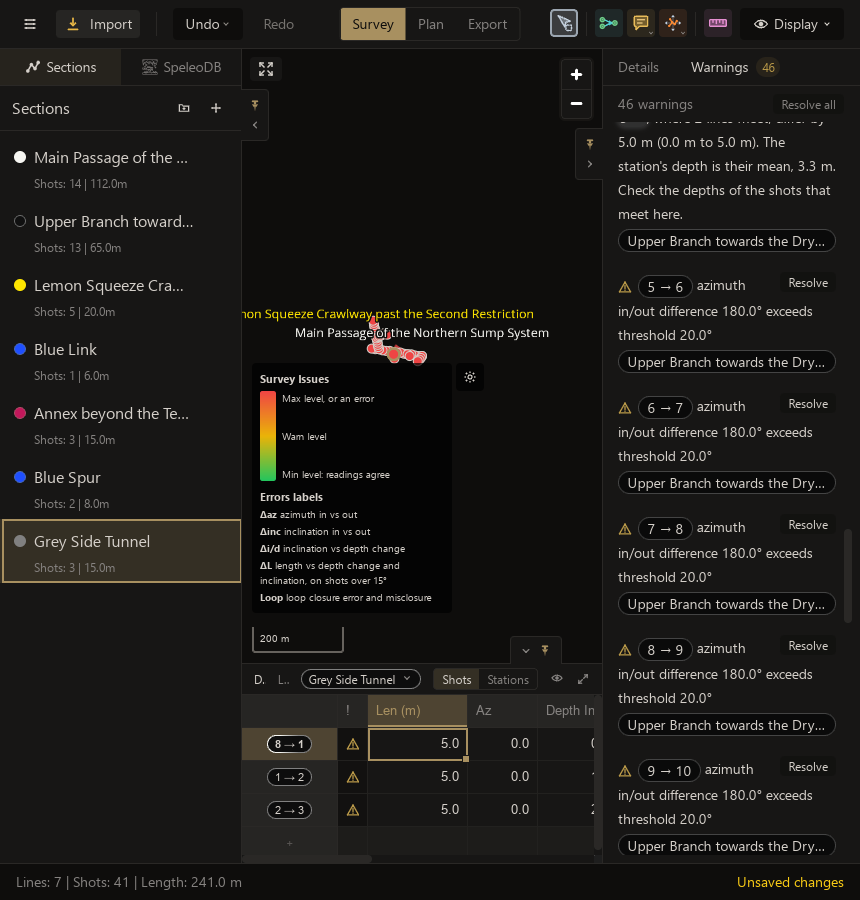 Import
Undo
Redo
Survey
Plan
Export
Display
Sections
SpeleoDB
Sections
Main Passage of the ...
Shots: 14 | 112.0m
Upper Branch toward...
Shots: 13 | 65.0m
Lemon Squeeze Cra...
Shots: 5 | 20.0m
Blue Link
Shots: 1 | 6.0m
Annex beyond the Te...
Shots: 3 | 15.0m
Blue Spur
Shots: 2 | 8.0m
Grey Side Tunnel
Shots: 3 | 15.0m
non Squeeze Crawlway past the Second Restriction
Main Passage of the Northern Sump System
Survey Issues
Max level, or an error
Warn level
Min level: readings agree
Errors labels
Δaz azimuth in vs out
Δinc inclination in vs out
Δi/d inclination vs depth change
ΔL length vs depth change and
inclination, on shots over 15°
Loop loop closure error and misclosure
200 m
D.
L..
Grey Side Tunnel
Shots
Stations
!
Len (m)
Az
Depth In
8 → 1
5.0
0.0
1 → 2
5.0
0.0
2 → 3
5.0
0.0
+
Details
Warnings
46
46 warnings
Resolve all
5.0 m (0.0 m to 5.0 m). The
station's depth is their mean, 3.3 m.
Check the depths of the shots that
meet here.
Upper Branch towards the Dry...
5 → 6 azimuth
Resolve
in/out difference 180.0° exceeds
threshold 20.0°
Upper Branch towards the Dry...
6 → 7 azimuth
Resolve
in/out difference 180.0° exceeds
threshold 20.0°
Upper Branch towards the Dry...
7 → 8 azimuth
Resolve
in/out difference 180.0° exceeds
threshold 20.0°
Upper Branch towards the Dry...
8 → 9 azimuth
Resolve
in/out difference 180.0° exceeds
threshold 20.0°
Upper Branch towards the Dry...
9 → 10 azimuth
Resolve
in/out difference 180.0° exceeds
threshold 20.0°
Upper Branch towards the Dry...
Lines: 7 | Shots: 41 | Length: 241.0 m
Unsaved changes